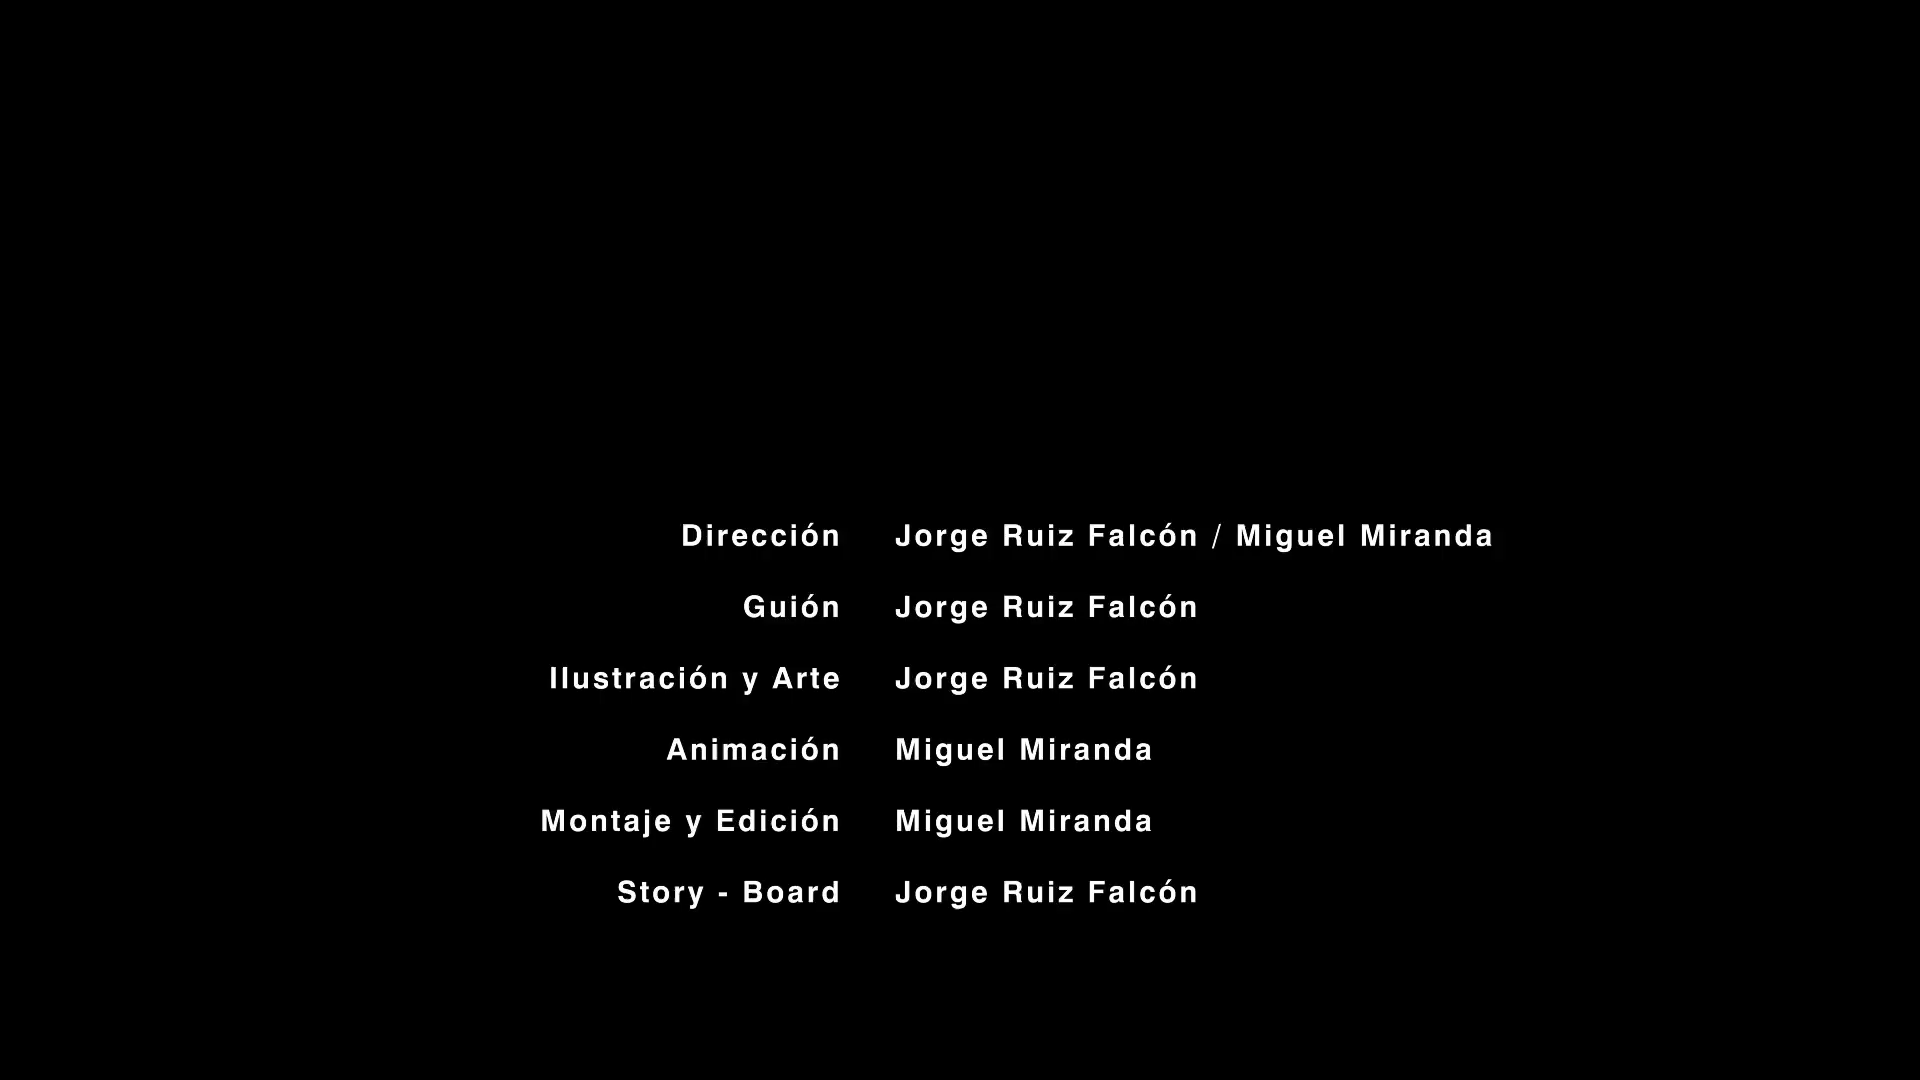 Dirección Jorge Ruiz Falcón / Miguel Miranda
Guión Jorge Ruiz Falcón
Ilustración y Arte Jorge Ruiz Falcón
Animación Miguel Miranda
Montaje y Edición Miguel Miranda
Story - Board Jorge Ruiz Falcón